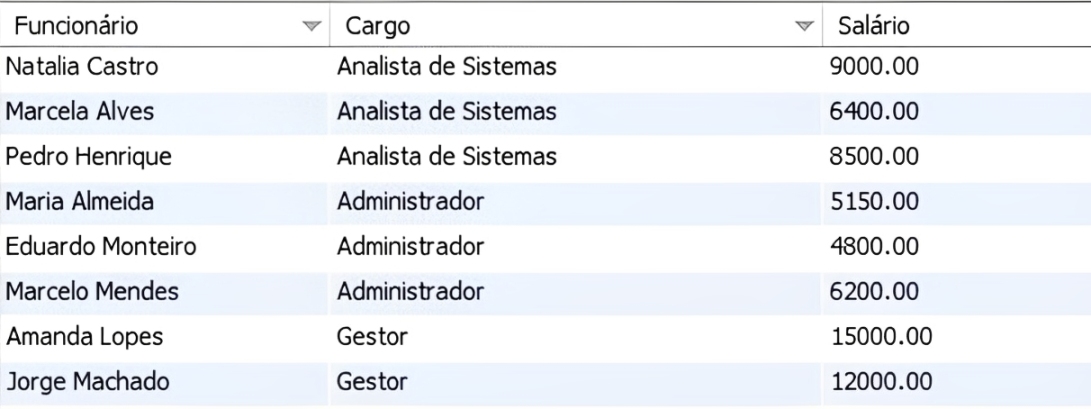 Funcionário Cargo Salário
Natalia Castro Analista de Sistemas 9000.00
Marcela Alves Analista de Sistemas 6400.00
Pedro Henrique Analista de Sistemas 8500.00
Maria Almeida Administrador 5150.00
Eduardo Monteiro Administrador 4800.00
Marcelo Mendes Administrador 6200.00
Amanda Lopes Gestor 15000.00
Jorge Machado Gestor 12000.00